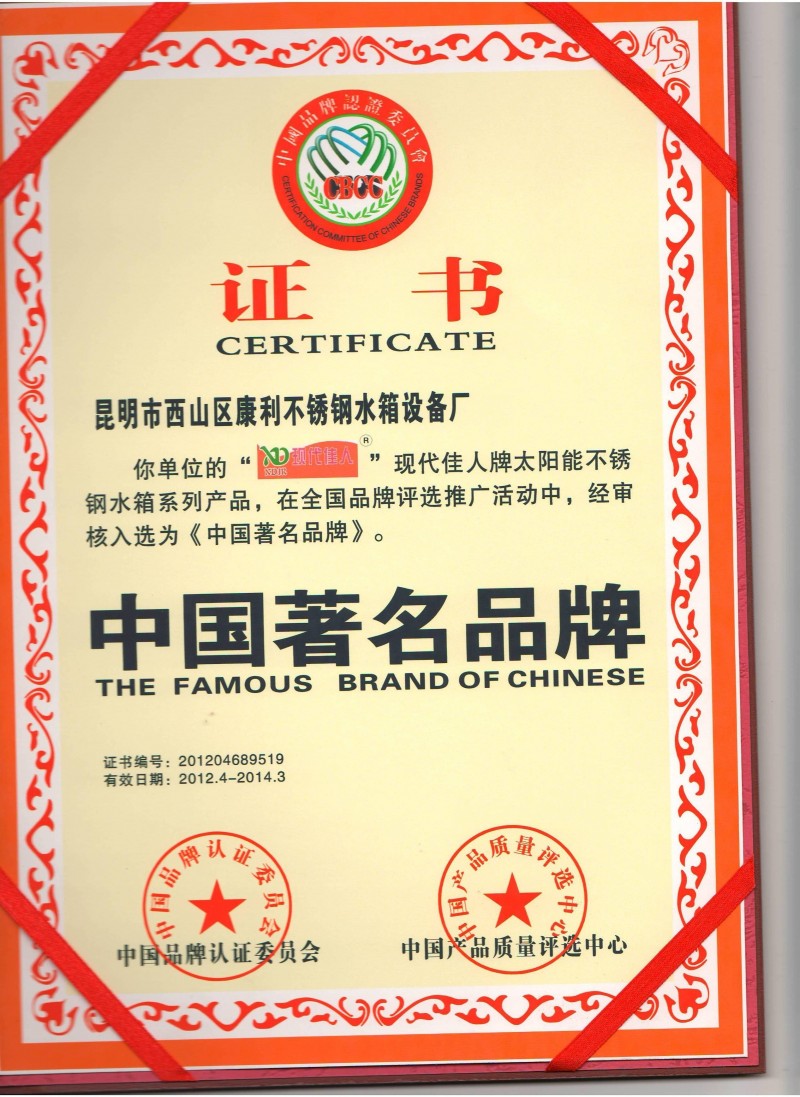 中國品牌認證委員會
CBCC
CERTIFICATION COMMITTEE OF CHINESE BRANDS
证 书
CERTIFICATE
昆明市西山区康利不锈钢水箱设备厂
你单位的“XD XDJR 现代佳人®”现代佳人牌太阳能不锈
钢水箱系列产品，在全国品牌评选推广活动中，经审
核入选为《中国著名品牌》。
中国著名品牌
THE FAMOUS BRAND OF CHINESE
证书编号：201204689519
有效日期：2012.4-2014.3
中国品牌认证委员会
中国品牌认证委员会
中国产品质量评选中心
中国产品质量评选中心